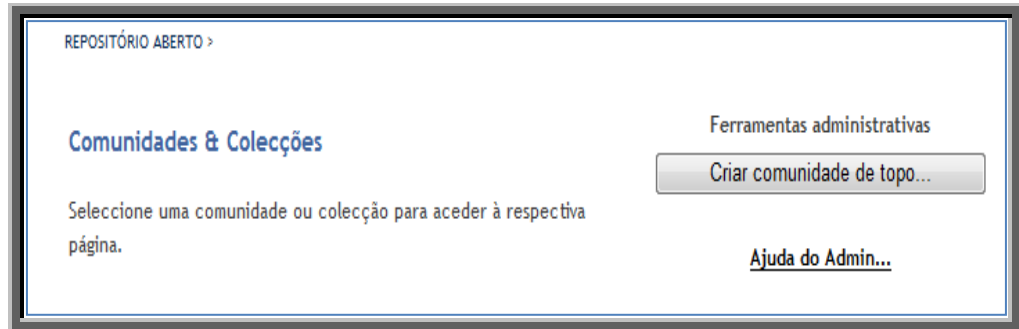 REPOSITÓRIO ABERTO >
Comunidades & Colecções
Seleccione uma comunidade ou colecção para aceder à respectiva
página.
Ferramentas administrativas
Criar comunidade de topo...
Ajuda do Admin...